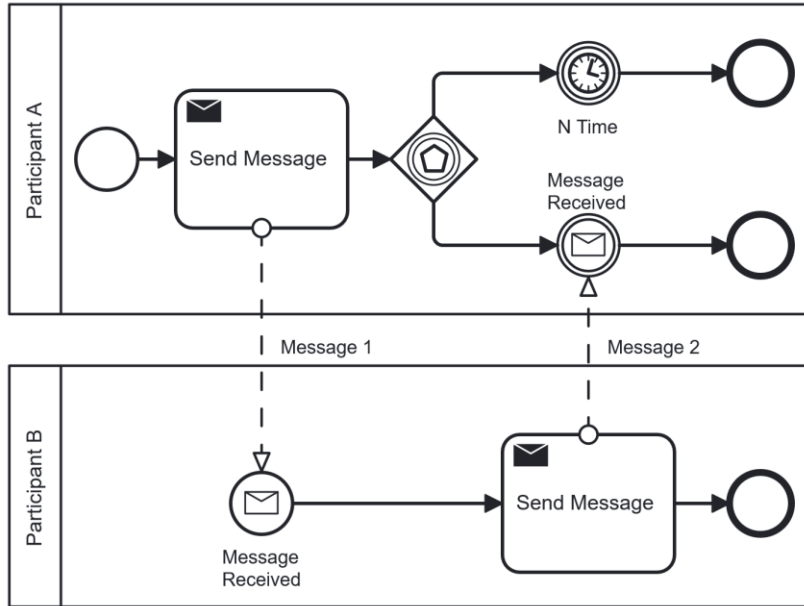 Participant A
Send Message
N Time
Message
Received
Message 1
Message 2
Participant B
Message
Received
Send Message